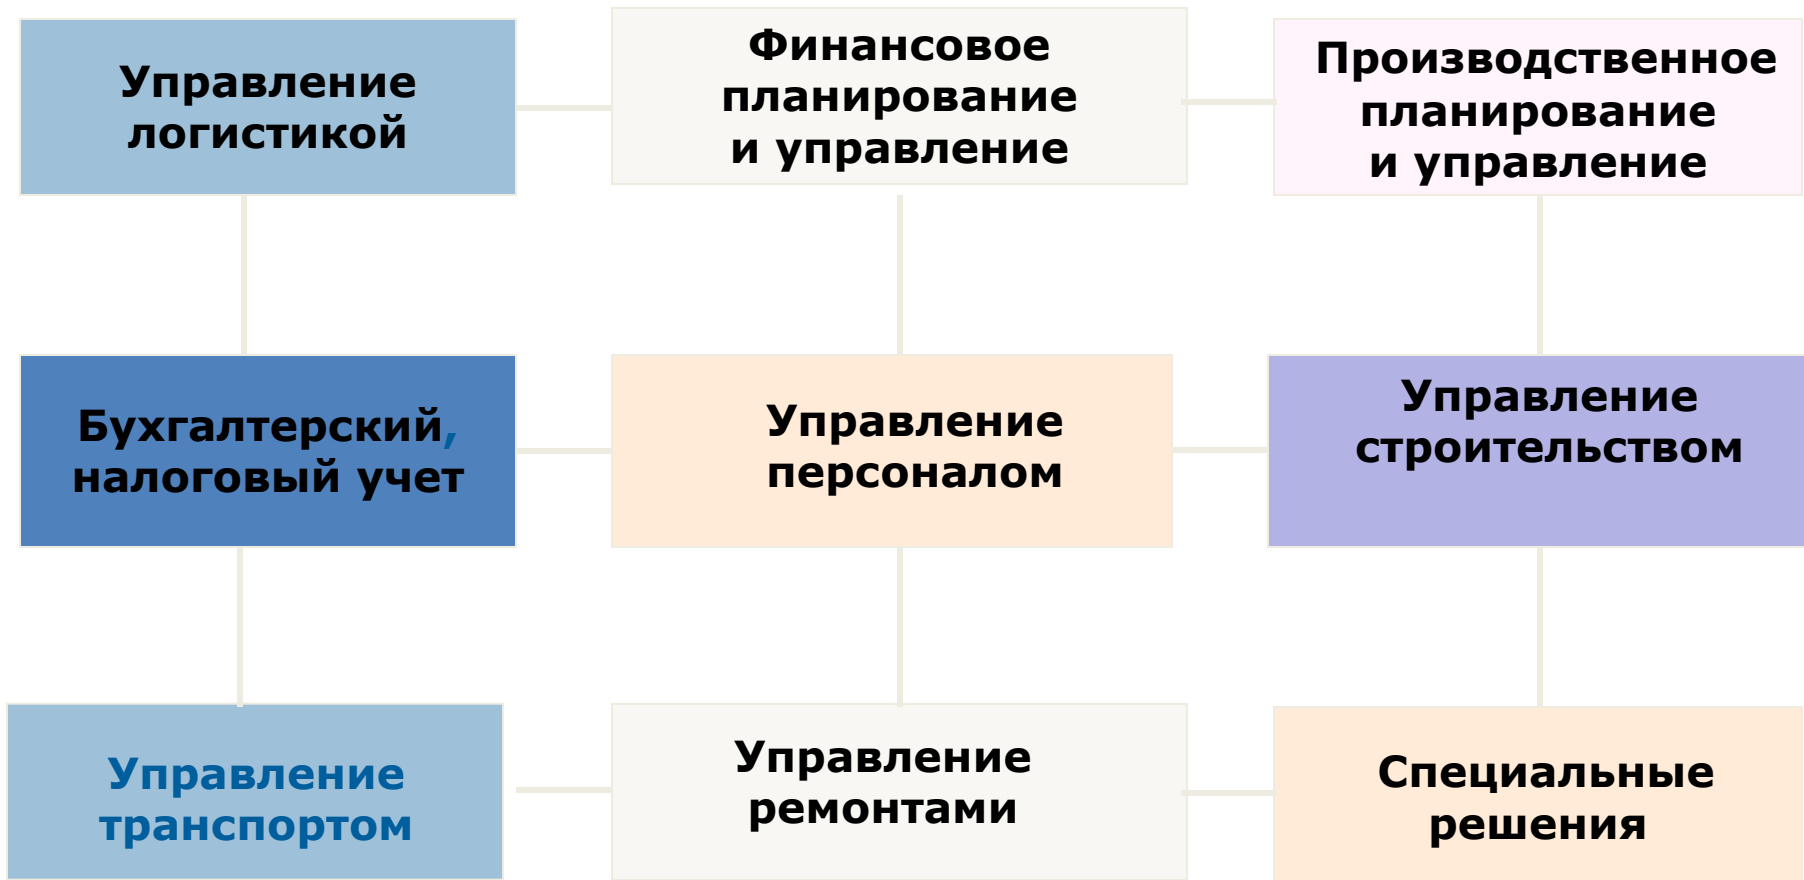 Управление
логистикой
Финансовое
планирование
и управление
Производственное
планирование
и управление
Бухгалтерский,
налоговый учет
Управление
персоналом
Управление
строительством
Управление
транспортом
Управление
ремонтами
Специальные
решения